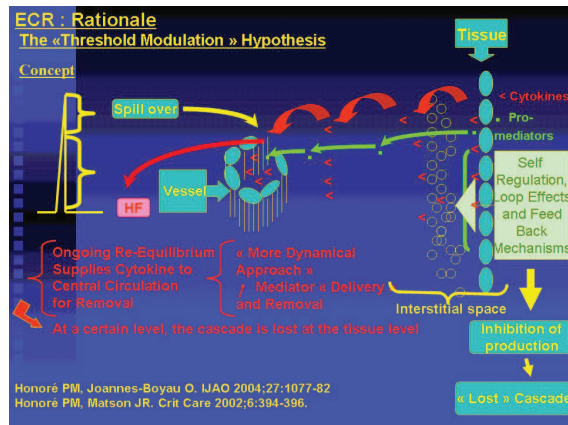 ECR : Rationale
The «Threshold Modulation » Hypothesis
Tissue
Concept
Spill over
< Cytokines
Pro-
mediators
Self
Regulation,
Loop Effects
and Feed
Back
Mechanisms
Vessel
HF
Ongoing Re-Equilibrium
Supplies Cytokine to
Central Circulation
for Removal
« More Dynamical
Approach »
↑ Mediator « Delivery
and Removal
Interstitial space
At a certain level, the cascade is lost at the tissue level
Inhibition of
production
« Lost » Cascade
Honoré PM, Joannes-Boyau O. IJAO 2004;27:1077-82
Honoré PM, Matson JR. Crit Care 2002;6:394-396.